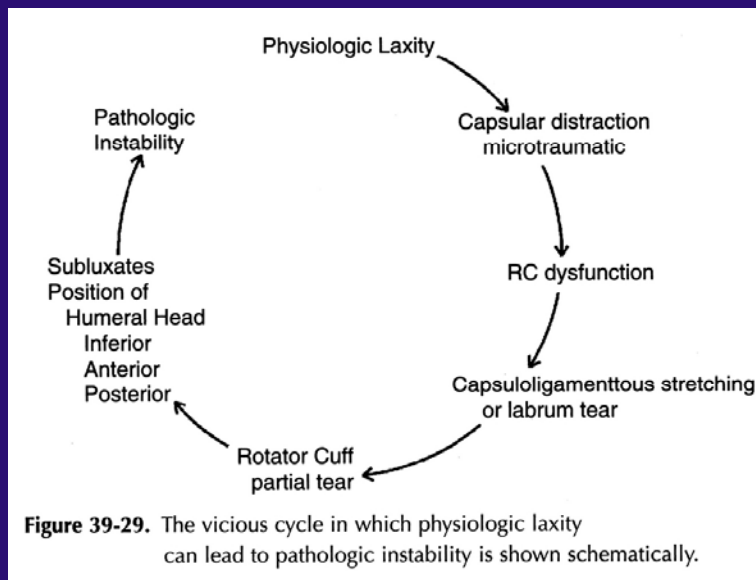 Physiologic Laxity
Capsular distraction
microtraumatic
RC dysfunction
Capsuloligamenttous stretching
or labrum tear
Rotator Cuff
partial tear
Subluxates
Position of
Humeral Head
Inferior
Anterior
Posterior
Pathologic
Instability
Figure 39-29. The vicious cycle in which physiologic laxity
can lead to pathologic instability is shown schematically.